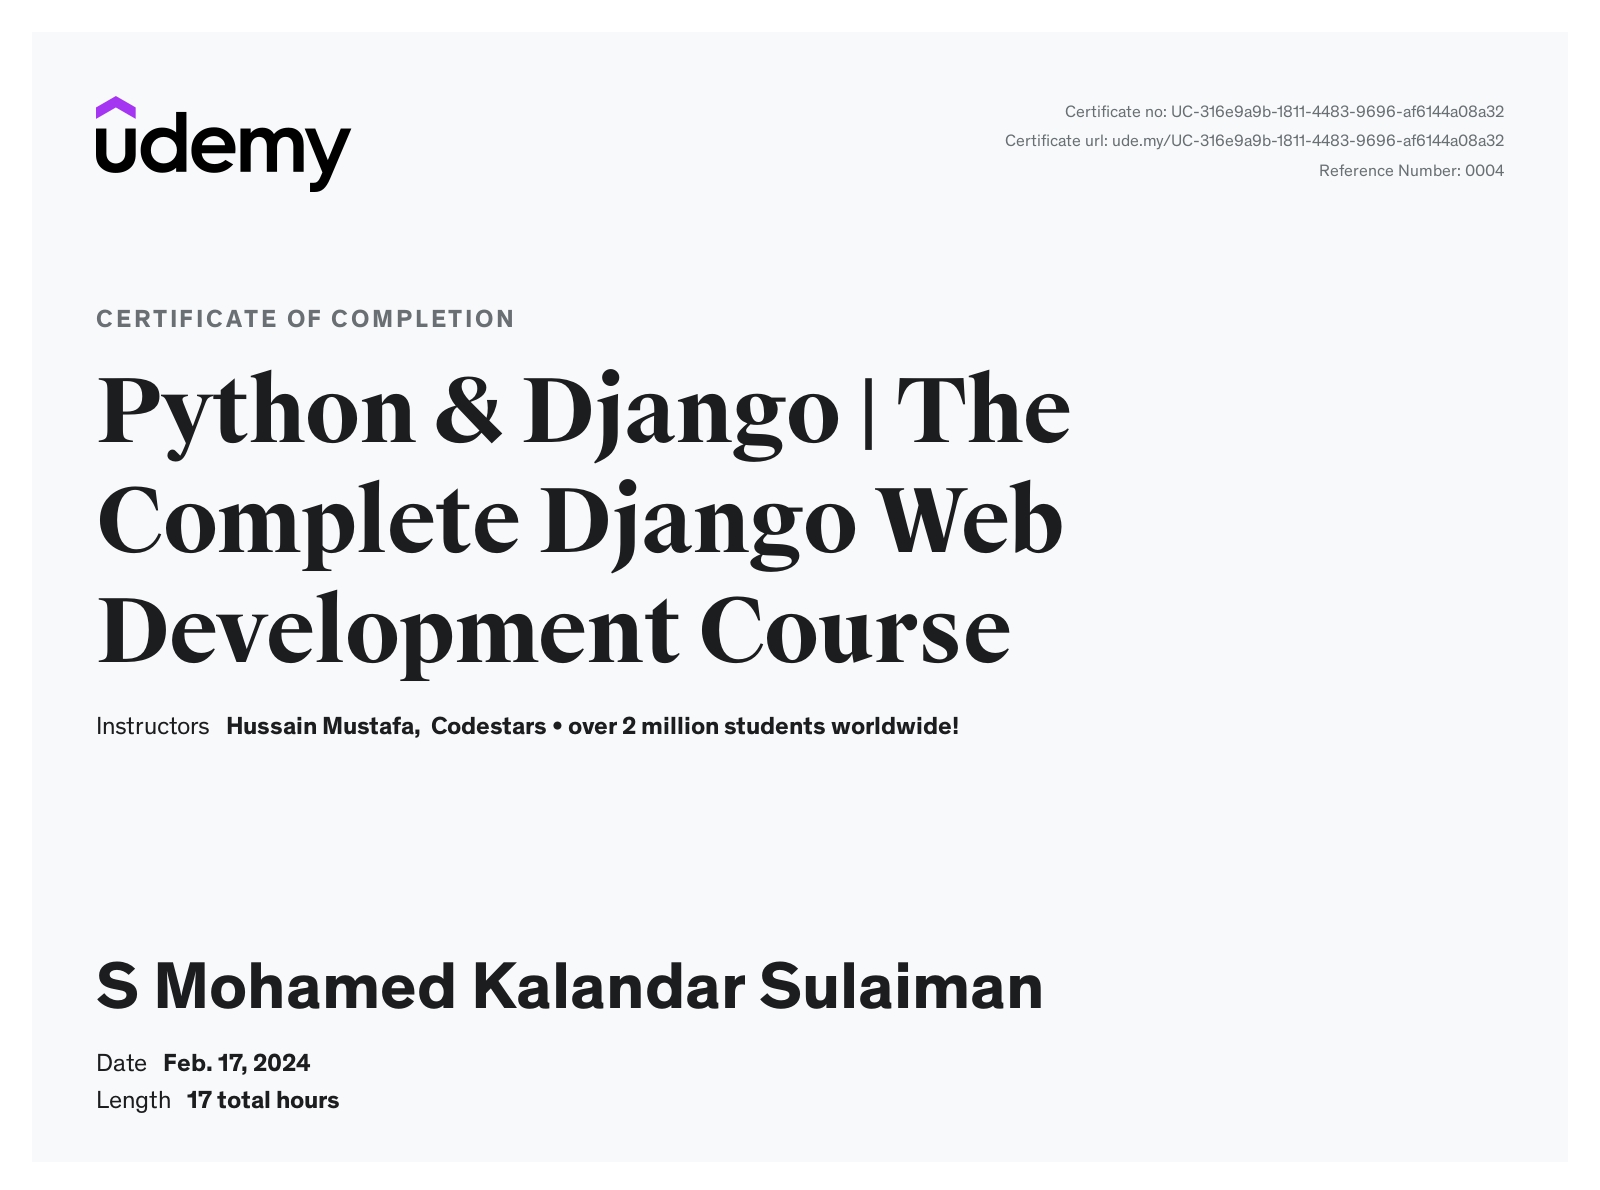 udemy
Certificate no: UC-316e9a9b-1811-4483-9696-af6144a08a32
Certificate url: ude.my/UC-316e9a9b-1811-4483-9696-af6144a08a32
Reference Number: 0004
CERTIFICATE OF COMPLETION
Python & Django | The
Complete Django Web
Development Course
Instructors Hussain Mustafa, Codestars • over 2 million students worldwide!
S Mohamed Kalandar Sulaiman
Date Feb. 17, 2024
Length 17 total hours